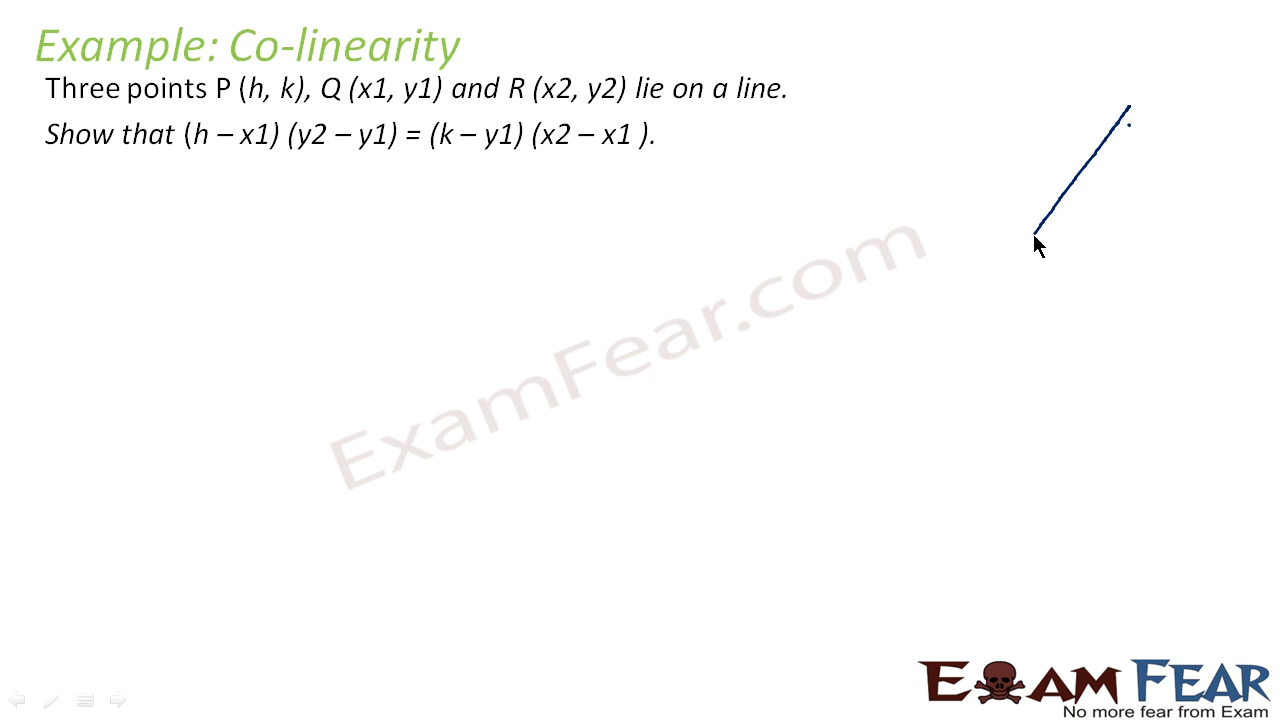 Example: Co-linearity
Three points P (h, k), Q (x1, y1) and R (x2, y2) lie on a line.
Show that (h – x1) (y2 – y1) = (k – y1) (x2 – x1 ).
ExamFear.com
EXAM FEAR
No more fear from Exam